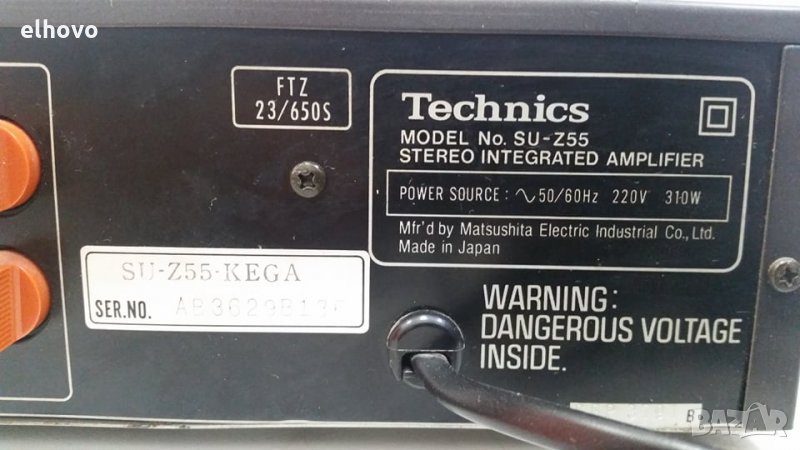 elhovo
FTZ
23/650S
Technics
MODEL No. SU-Z55
STEREO INTEGRATED AMPLIFIER
POWER SOURCE : ∿ 50/60Hz 220V 310W
Mfr'd by Matsushita Electric Industrial Co., Ltd.
Made in Japan
SU-Z55-KEGA
SER.NO.
WARNING:
DANGEROUS VOLTAGE
INSIDE.
BAZAR